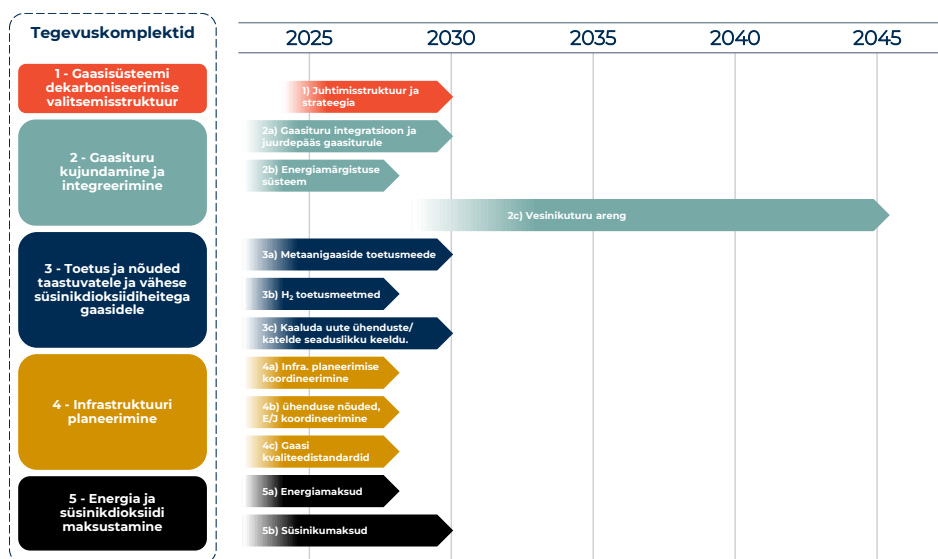 Tegevuskomplektid
2025
2030
2035
2040
2045
1 - Gaasisüsteemi
dekarboniseerimise
valitsemisstruktuur
1) Juhtimisstruktuur ja
strateegia
2 - Gaasituru
kujundamine ja
integreerimine
2a) Gaasituru integratsioon ja
juurdepääs gaasiturule
2b) Energiamärgistuse
süsteem
2c) Vesinikuturu areng
3 - Toetus ja nõuded
taastuvatele ja vähese
süsinikdioksiidiheitega
gaasidele
3a) Metaanigaaside toetusmeede
3b) H₂ toetusmeetmed
3c) Kaaluda uute ühenduste/
katelde seaduslikku keeldu.
4 - Infrastruktuuri
planeerimine
4a) Infra. planeerimise
koordineerimine
4b) ühenduse nõuded,
E/J koordineerimine
4c) Gaasi
kvaliteedistandardid
5 - Energia ja
süsinikdioksiidi
maksustamine
5a) Energiamaksud
5b) Süsinikumaksud